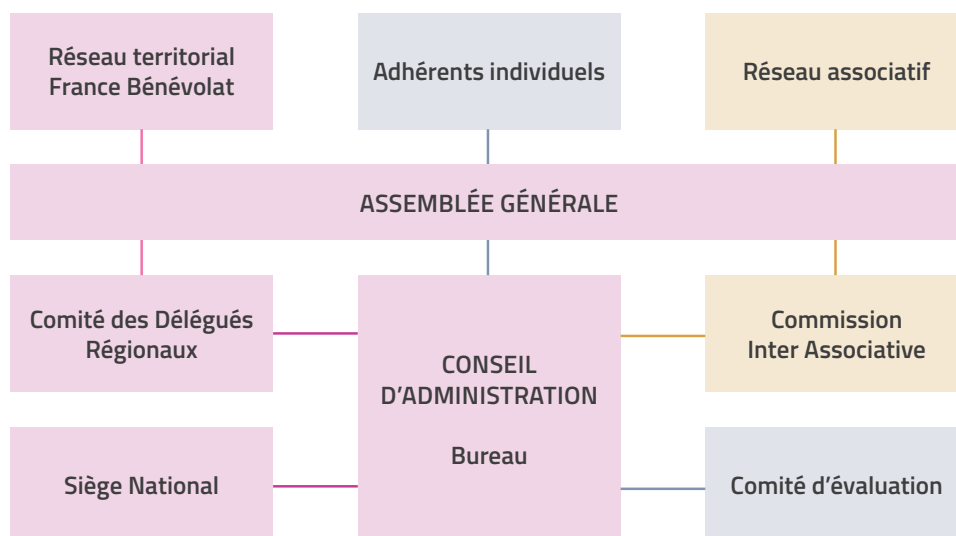 Réseau territorial
France Bénévolat
Adhérents individuels
Réseau associatif
ASSEMBLÉE GÉNÉRALE
Comité des Délégués
Régionaux
CONSEIL
D’ADMINISTRATION
Bureau
Commission
Inter Associative
Siège National
Comité d’évaluation